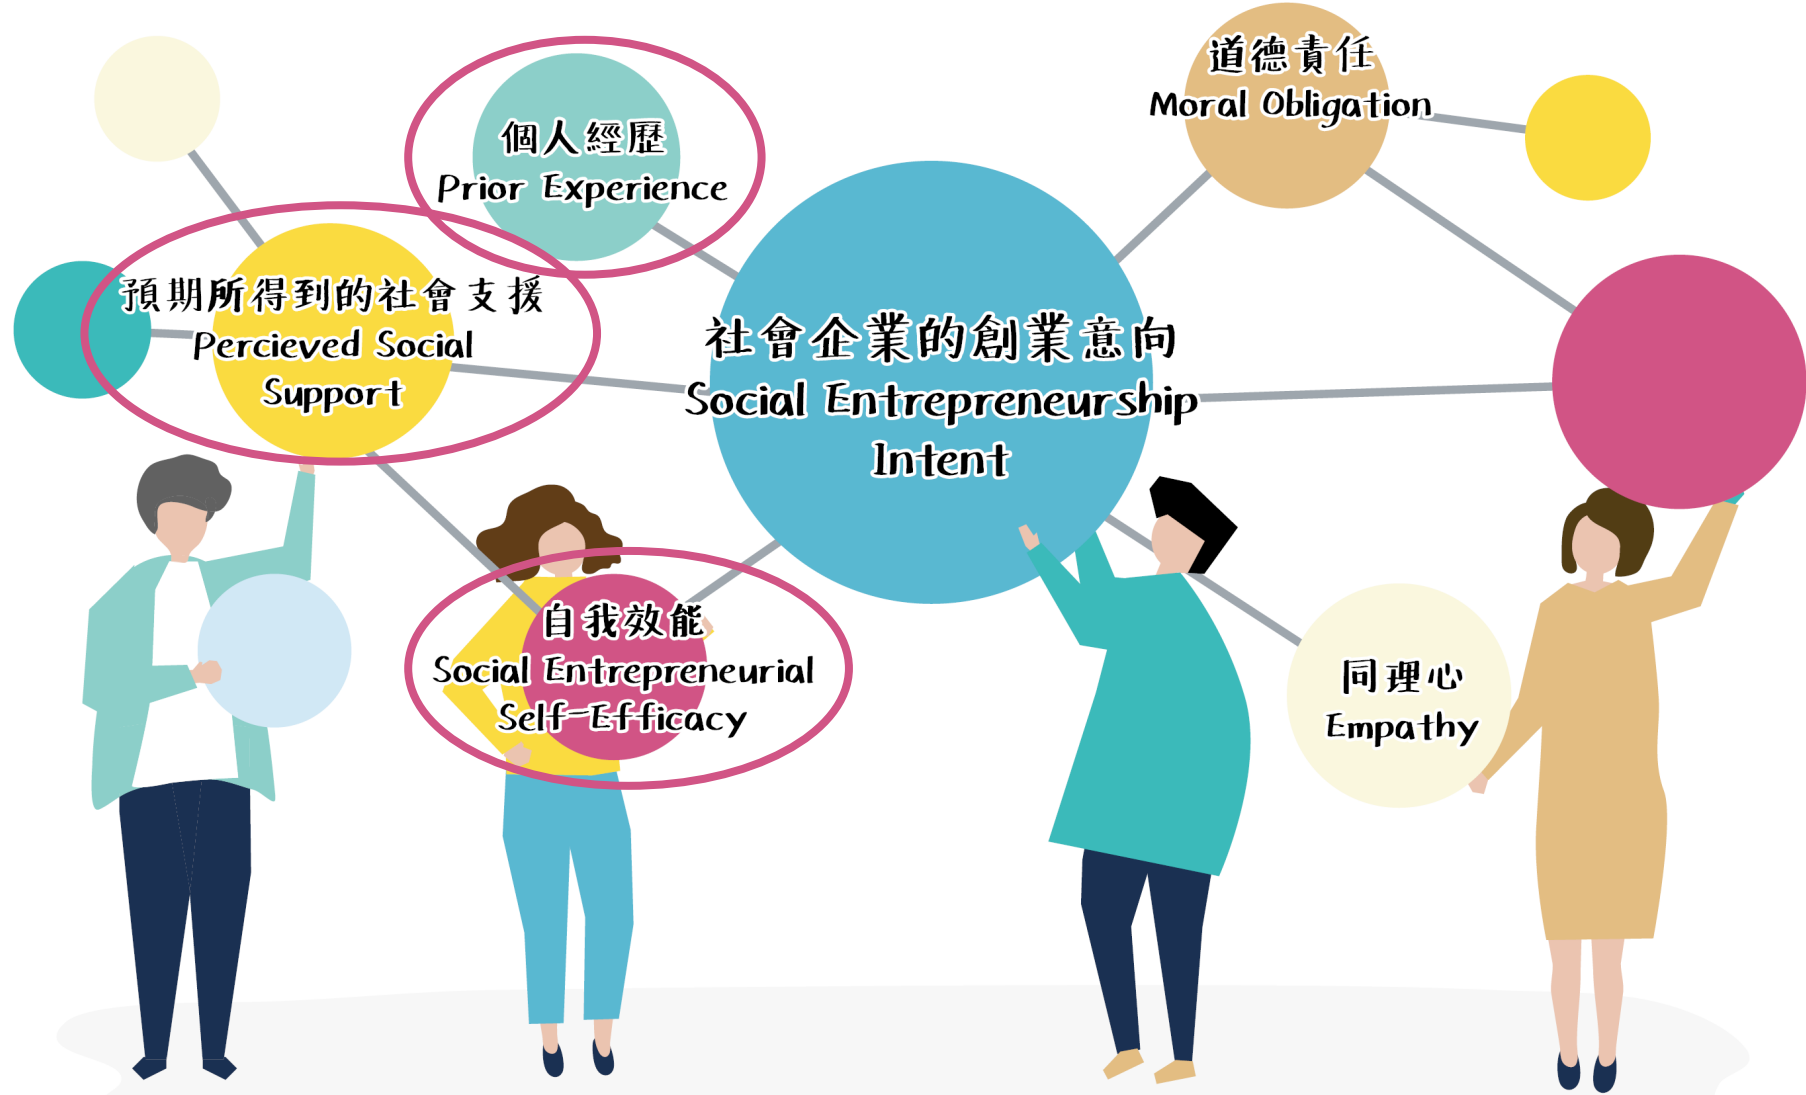 個人經歷
Prior Experience
道德責任
Moral Obligation
預期所得到的社會支援
Percieved Social
Support
社會企業的創業意向
Social Entrepreneurship
Intent
自我效能
Social Entrepreneurial
Self-Efficacy
同理心
Empathy